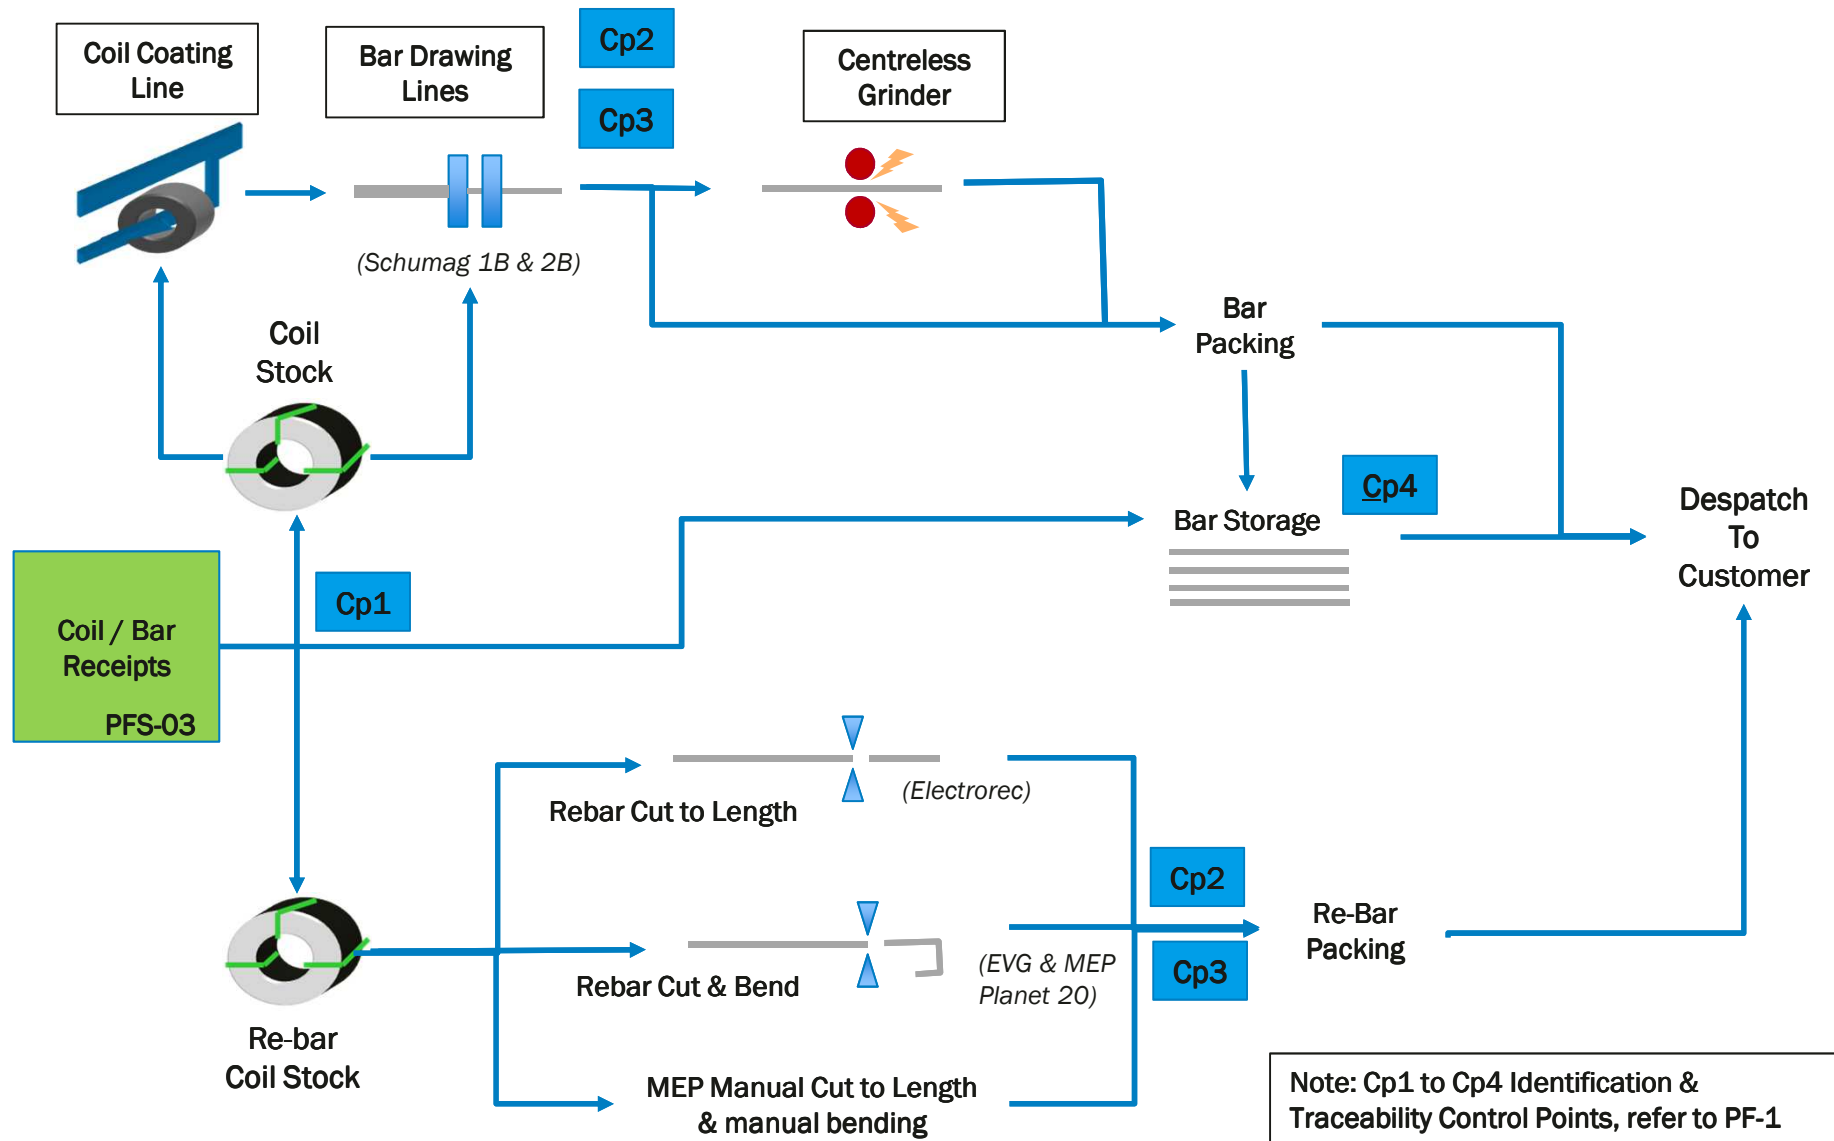 Coil Coating
Line
Bar Drawing
Lines
Cp2
Cp3
Centreless
Grinder
(Schumag 1B & 2B)
Coil
Stock
Bar
Packing
Cp4
Bar Storage
Despatch
To
Customer
Cp1
Coil / Bar
Receipts
PFS-03
Rebar Cut to Length
(Electrorec)
Cp2
Cp3
Rebar Cut & Bend
(EVG & MEP
Planet 20)
Re-Bar
Packing
Re-bar
Coil Stock
MEP Manual Cut to Length
& manual bending
Note: Cp1 to Cp4 Identification &
Traceability Control Points, refer to PF-1